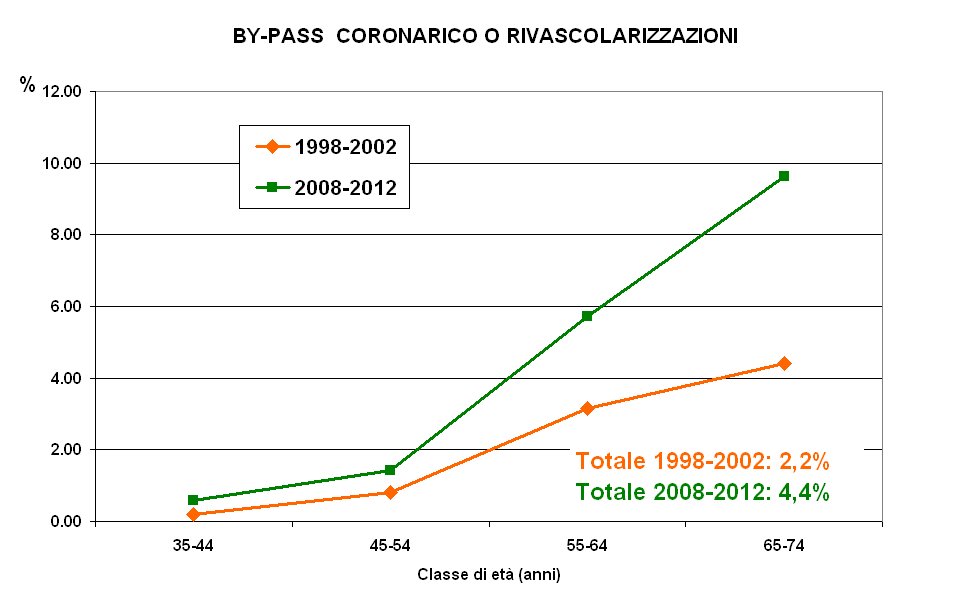 BY-PASS CORONARICO O RIVASCOLARIZZAZIONI
%
12.00
10.00
8.00
6.00
4.00
2.00
0.00
1998-2002
2008-2012
Totale 1998-2002: 2,2%
Totale 2008-2012: 4,4%
35-44 45-54 55-64 65-74
Classe di età (anni)